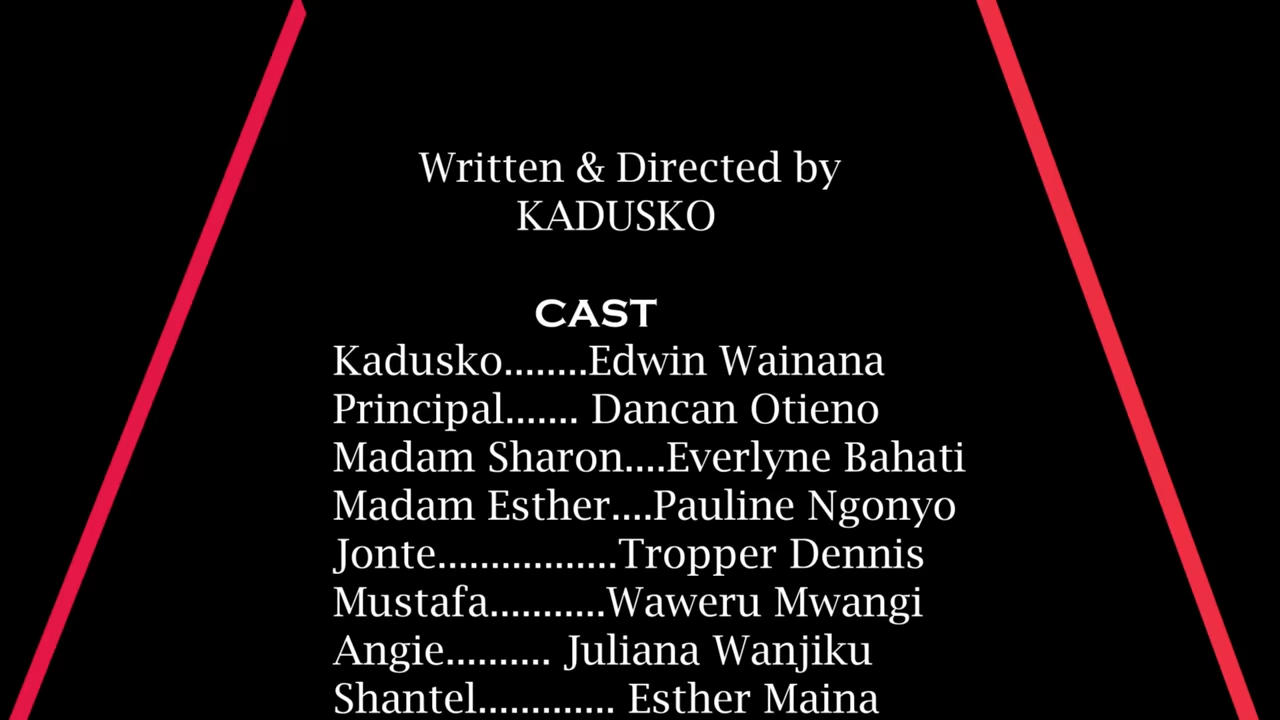 Written & Directed by
KADUSKO
CAST
Kadusko........Edwin Wainana
Principal....... Dancan Otieno
Madam Sharon....Everlyne Bahati
Madam Esther....Pauline Ngonyo
Jonte.................Tropper Dennis
Mustafa...........Waweru Mwangi
Angie.......... Juliana Wanjiku
Shantel............. Esther Maina